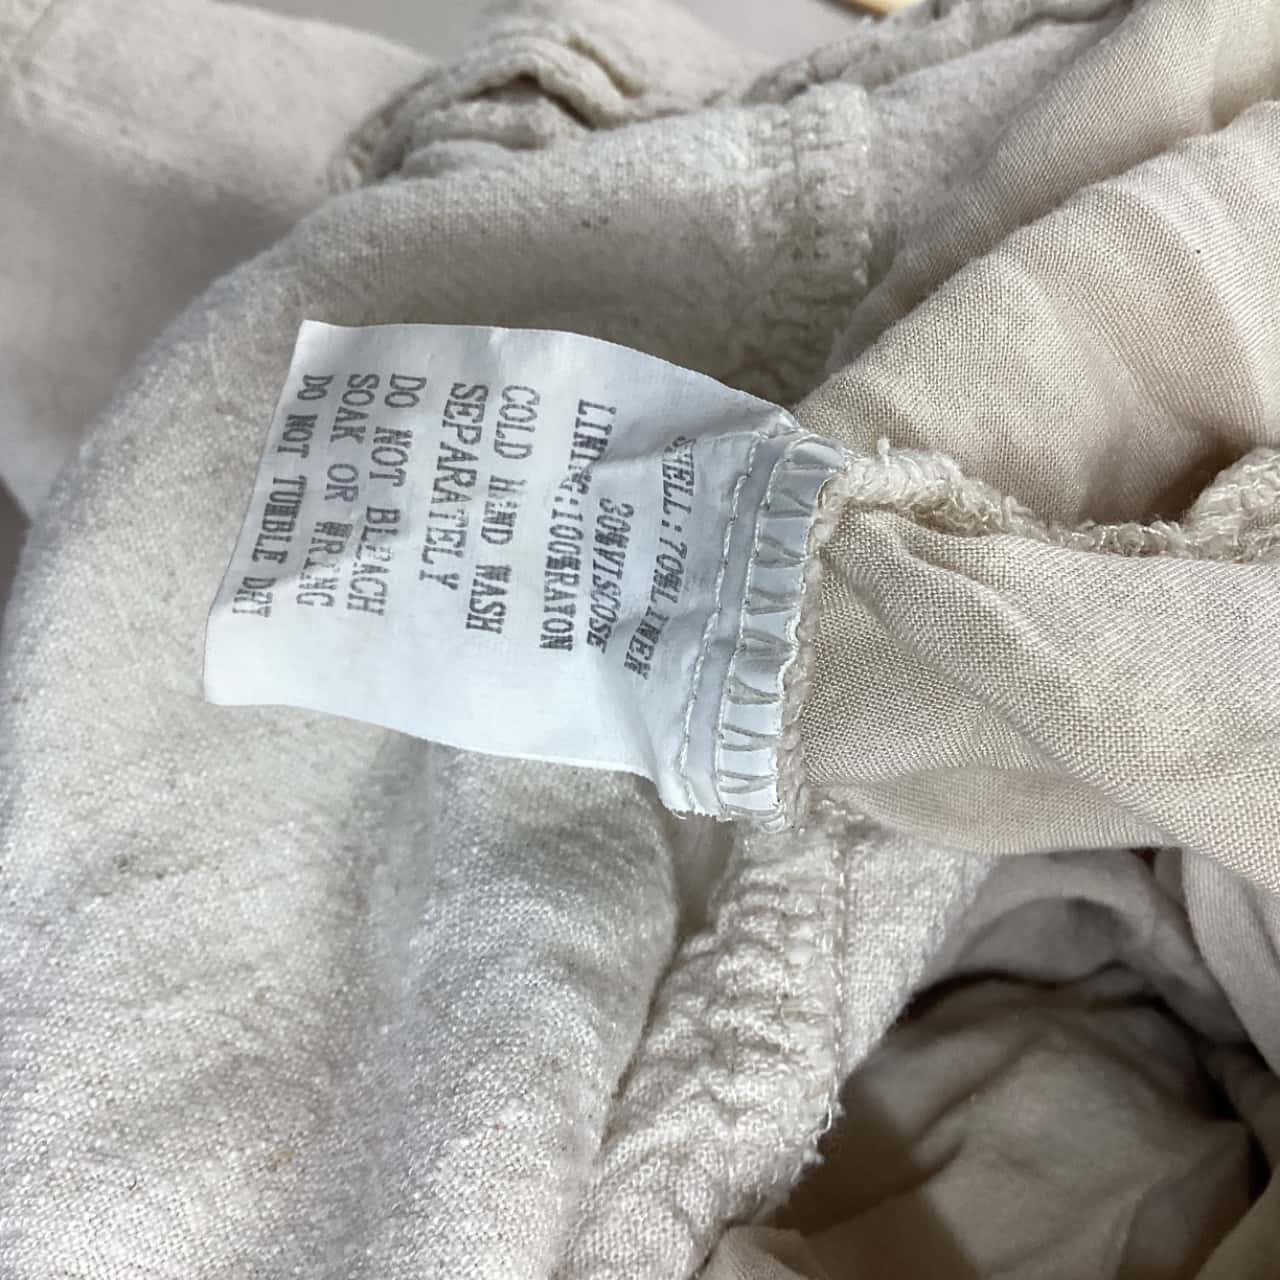 SHELL:70%LINEN
30%VISCOSE
LINING:100%RAYON
COLD HAND WASH
SEPARATELY
DO NOT BLEACH
SOAK OR WRING
DO NOT TUMBLE DRY